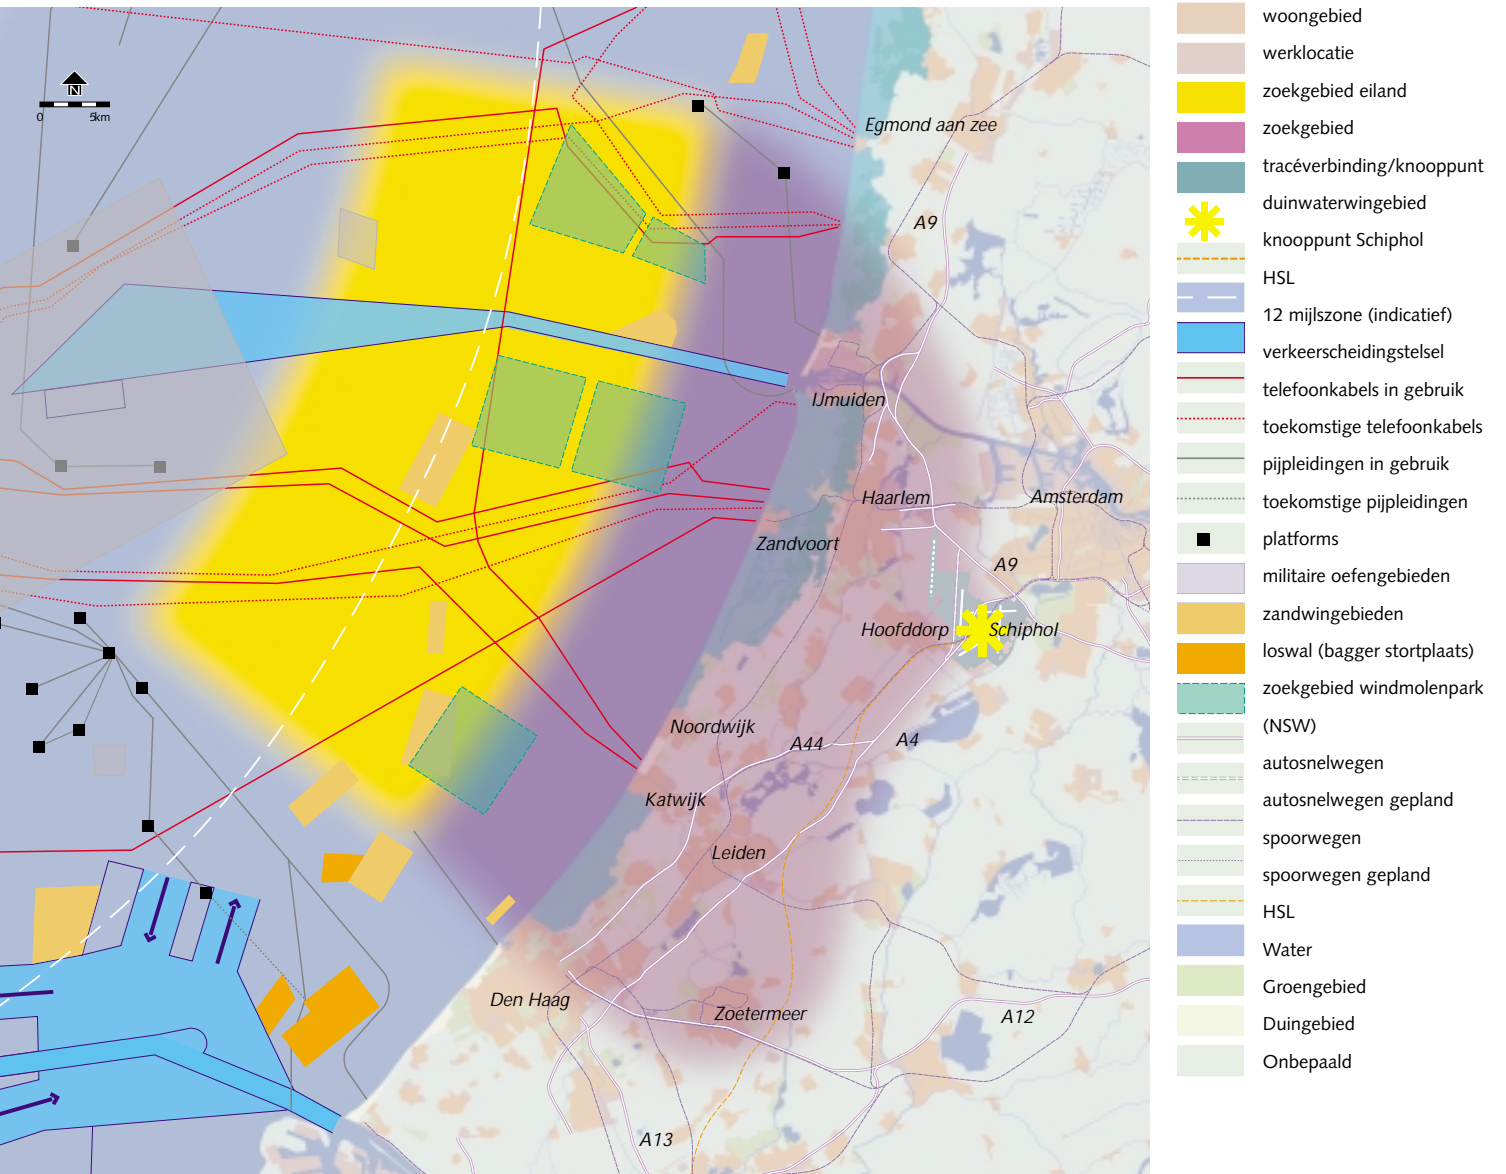 N
0 5km
Egmond aan zee
A9
IJmuiden
Haarlem
Amsterdam
Zandvoort
A9
Hoofddorp
Schiphol
Noordwijk
A44
A4
Katwijk
Leiden
Den Haag
Zoetermeer
A12
A13
woongebied
werklocatie
zoekgebied eiland
zoekgebied
tracéverbinding/knooppunt
duinwaterwingebied
knooppunt Schiphol
HSL
12 mijlszone (indicatief)
verkeerscheidingstelsel
telefoonkabels in gebruik
toekomstige telefoonkabels
pijpleidingen in gebruik
toekomstige pijpleidingen
platforms
militaire oefengebieden
zandwingebieden
loswal (bagger stortplaats)
zoekgebied windmolenpark
(NSW)
autosnelwegen
autosnelwegen gepland
spoorwegen
spoorwegen gepland
HSL
Water
Groengebied
Duingebied
Onbepaald